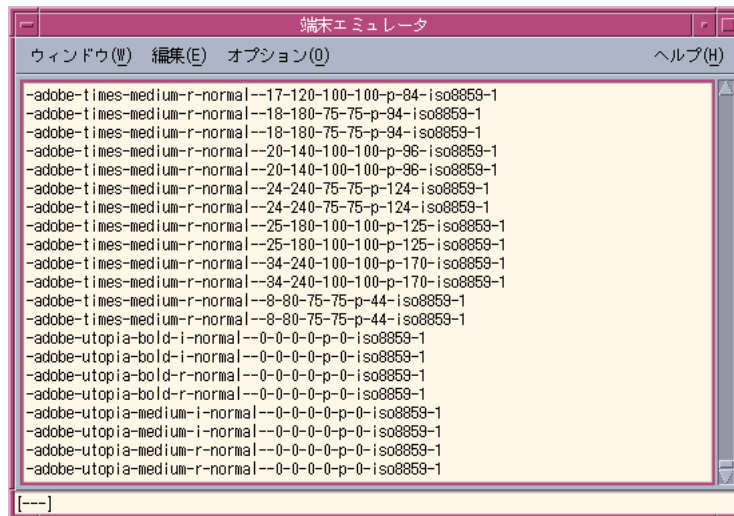 端末エミュレータ
ウィンドウ(W) 編集(E) オプション(O) ヘルプ(H)
-adobe-times-medium-r-normal--17-120-100-100-p-84-iso8859-1
-adobe-times-medium-r-normal--18-180-75-75-p-94-iso8859-1
-adobe-times-medium-r-normal--18-180-75-75-p-94-iso8859-1
-adobe-times-medium-r-normal--20-140-100-100-p-96-iso8859-1
-adobe-times-medium-r-normal--20-140-100-100-p-96-iso8859-1
-adobe-times-medium-r-normal--24-240-75-75-p-124-iso8859-1
-adobe-times-medium-r-normal--24-240-75-75-p-124-iso8859-1
-adobe-times-medium-r-normal--25-180-100-100-p-125-iso8859-1
-adobe-times-medium-r-normal--25-180-100-100-p-125-iso8859-1
-adobe-times-medium-r-normal--34-240-100-100-p-170-iso8859-1
-adobe-times-medium-r-normal--34-240-100-100-p-170-iso8859-1
-adobe-times-medium-r-normal--8-80-75-75-p-44-iso8859-1
-adobe-times-medium-r-normal--8-80-75-75-p-44-iso8859-1
-adobe-utopia-bold-i-normal--0-0-0-0-p-0-iso8859-1
-adobe-utopia-bold-i-normal--0-0-0-0-p-0-iso8859-1
-adobe-utopia-bold-r-normal--0-0-0-0-p-0-iso8859-1
-adobe-utopia-bold-r-normal--0-0-0-0-p-0-iso8859-1
-adobe-utopia-medium-i-normal--0-0-0-0-p-0-iso8859-1
-adobe-utopia-medium-i-normal--0-0-0-0-p-0-iso8859-1
-adobe-utopia-medium-r-normal--0-0-0-0-p-0-iso8859-1
-adobe-utopia-medium-r-normal--0-0-0-0-p-0-iso8859-1
[---]